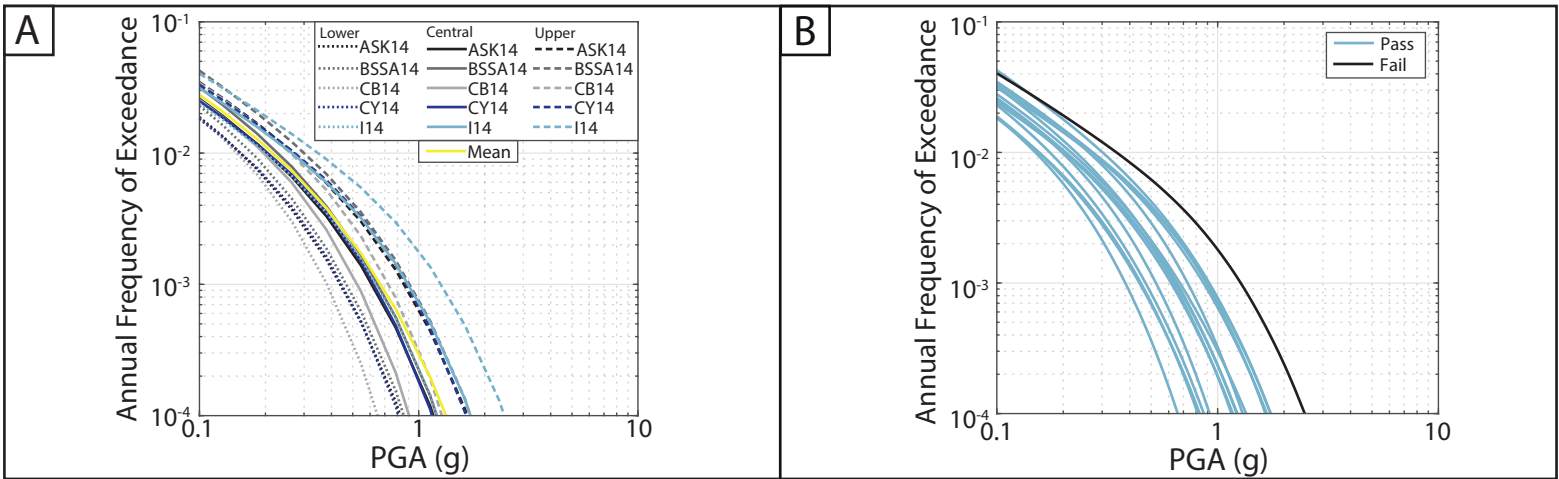 A
Annual Frequency of Exceedance
10-1
10-2
10-3
10-4
0.1
1
10
PGA (g)
Lower Central Upper
ASK14 ASK14 ASK14
BSSA14 BSSA14 BSSA14
CB14 CB14 CB14
CY14 CY14 CY14
I14 I14 I14
Mean
B
Annual Frequency of Exceedance
10-1
10-2
10-3
10-4
0.1
1
10
PGA (g)
Pass
Fail